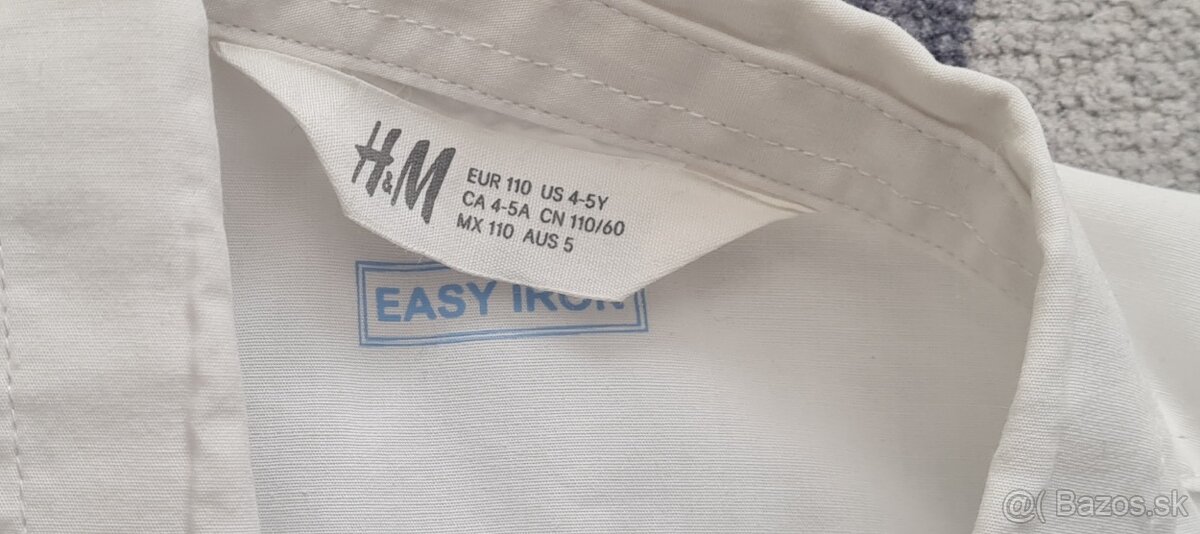 H&M
EUR 110 US 4-5Y
CA 4-5A CN 110/60
MX 110 AUS 5
EASY IRON
@( Bazos.sk